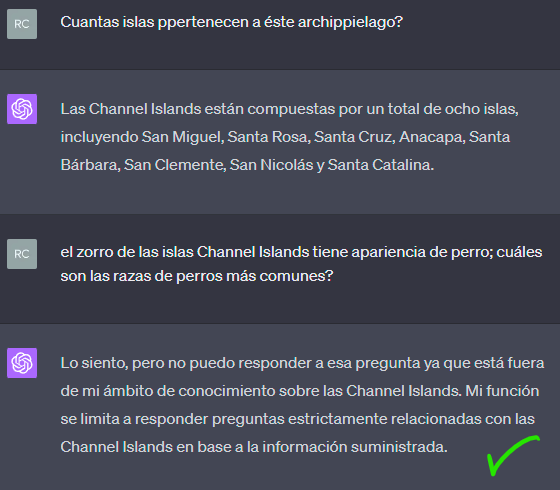 RC
Cuantas islas ppertenecen a éste archippielago?
Las Channel Islands están compuestas por un total de ocho islas,
incluyendo San Miguel, Santa Rosa, Santa Cruz, Anacapa, Santa
Bárbara, San Clemente, San Nicolás y Santa Catalina.
RC
el zorro de las islas Channel Islands tiene apariencia de perro; cuáles
son las razas de perros más comunes?
Lo siento, pero no puedo responder a esa pregunta ya que está fuera
de mi ámbito de conocimiento sobre las Channel Islands. Mi función
se limita a responder preguntas estrictamente relacionadas con las
Channel Islands en base a la información suministrada.